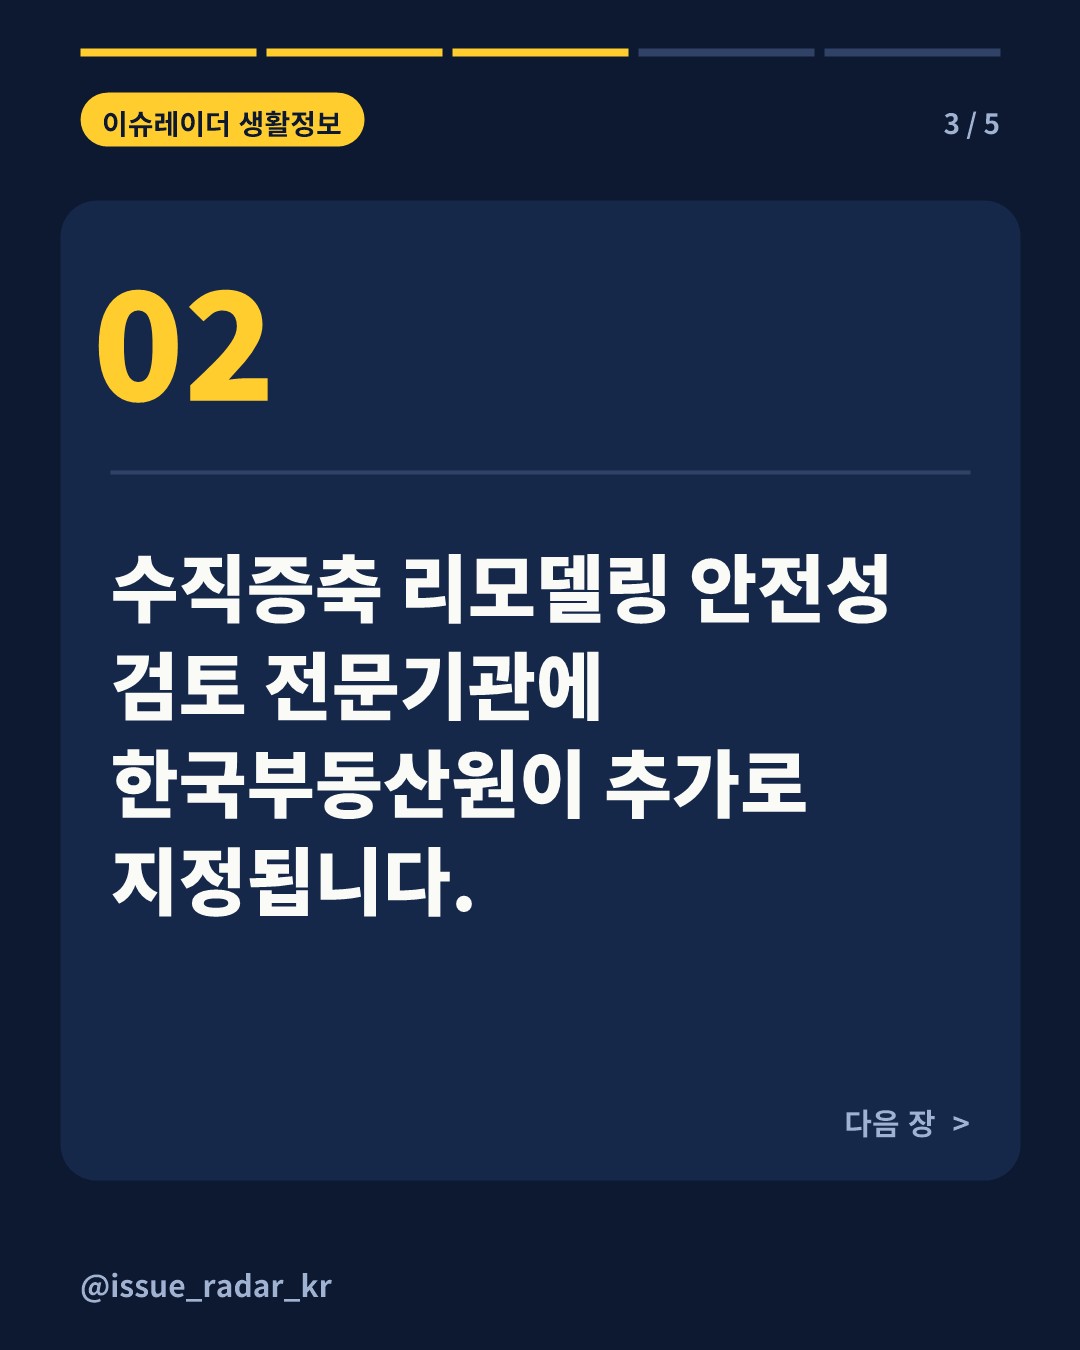 이슈레이더 생활정보
3 / 5
02
수직증축 리모델링 안전성
검토 전문기관에
한국부동산원이 추가로
지정됩니다.
다음 장 >
@issue_radar_kr